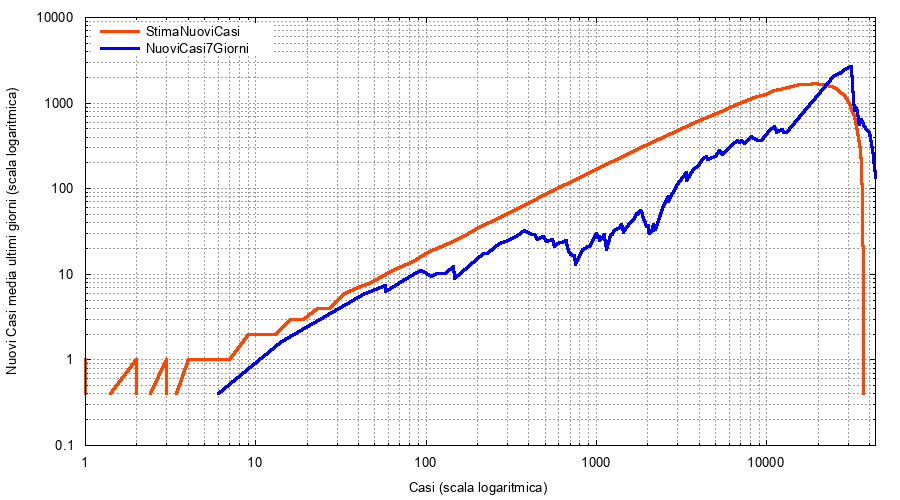 10000
StimaNuoviCasi
NuoviCasi7Giorni
1000
100
10
1
0.1
Nuovi Casi media ultimi giorni (scala logaritmica)
1 10 100 1000 10000
Casi (scala logaritmica)